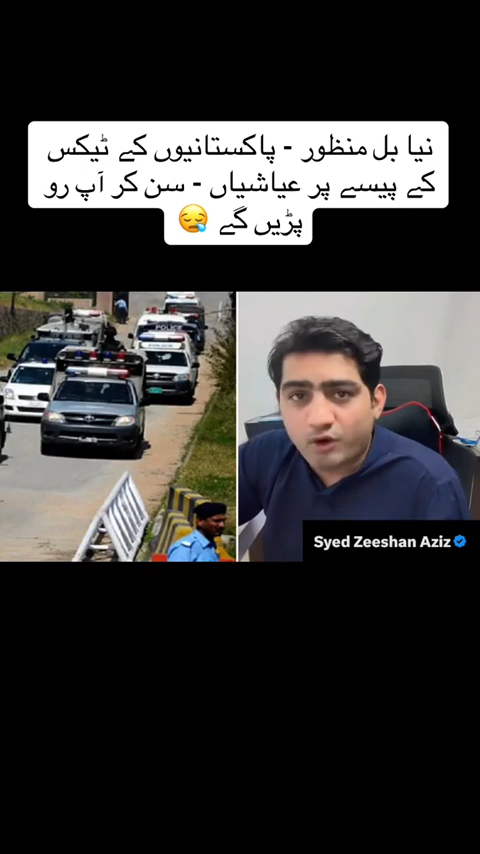 نیا بل منظور - پاکستانیوں کے ٹیکس
کے پیسے پر عیاشیاں - سن کر آپ رو
پڑیں گے 😪
POLICE
Syed Zeeshan Aziz